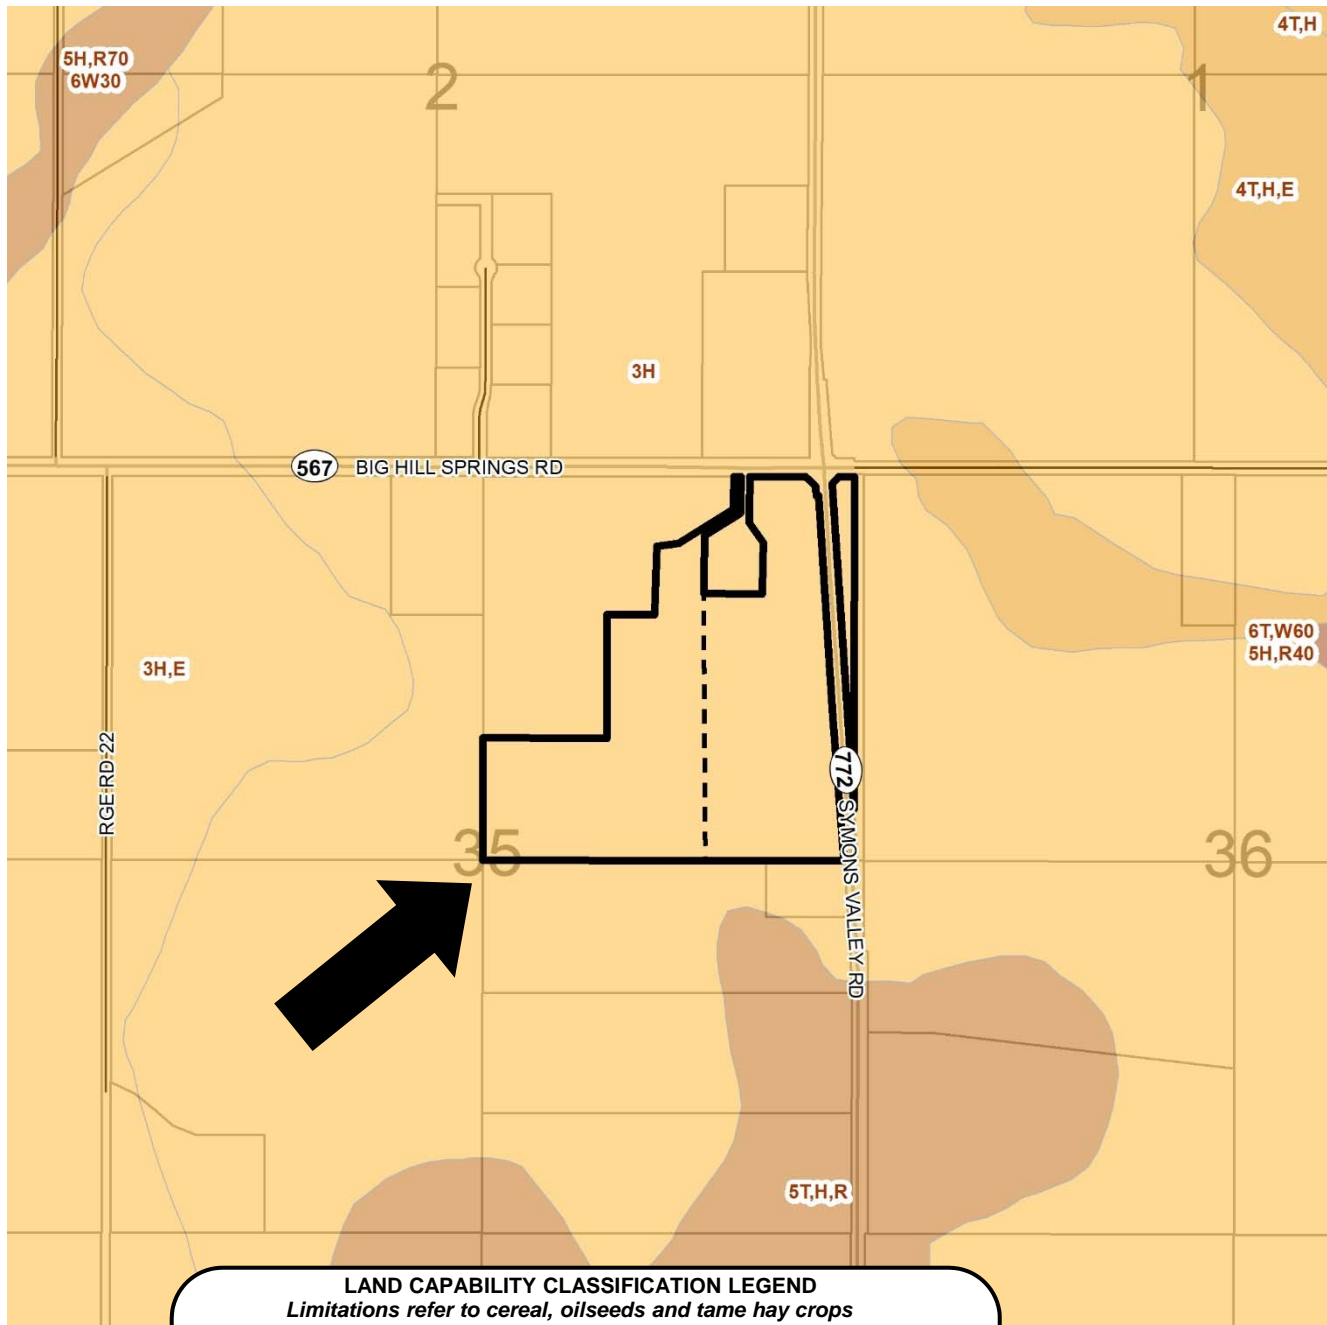 4T,H
5H,R70
6W30
2
1
4T,H,E
3H
567 BIG HILL SPRINGS RD
6T,W60
5H,R40
3H,E
RGE RD 22
772 SYMONS VALLEY RD
35
36
5T,H,R
LAND CAPABILITY CLASSIFICATION LEGEND
Limitations refer to cereal, oilseeds and tame hay crops